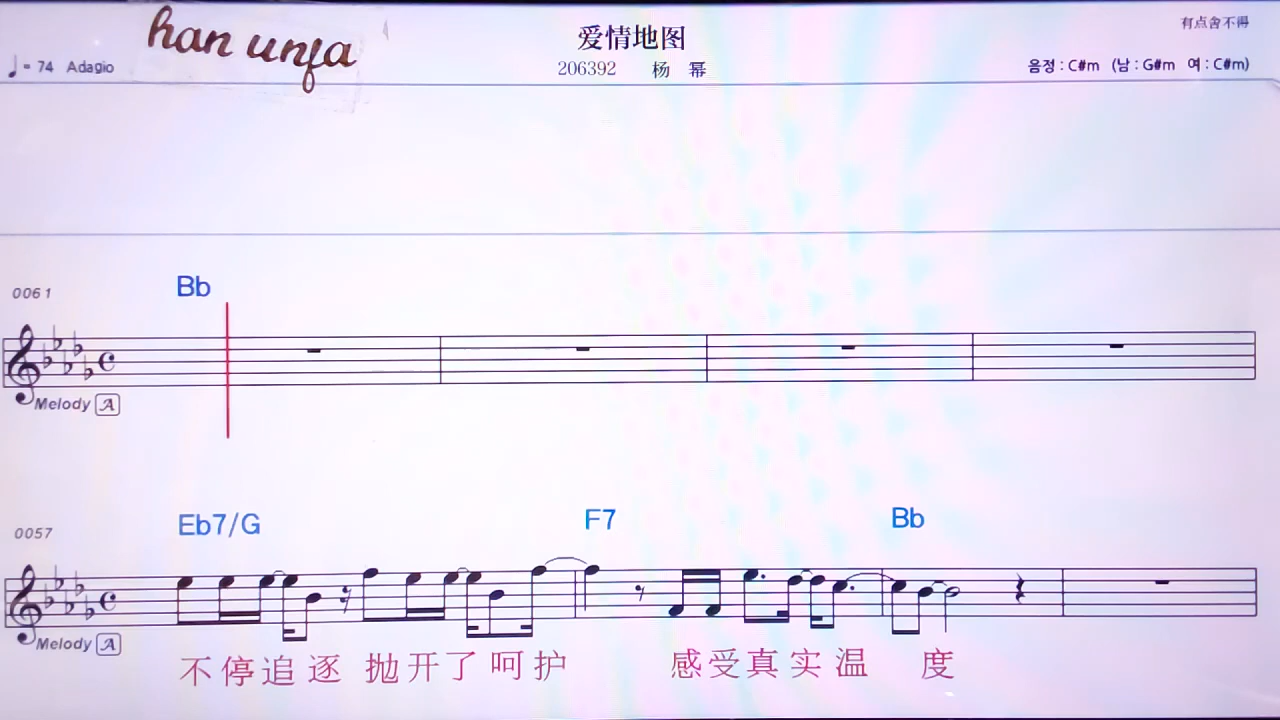 han unfa
爱情地图
有点舍不得
♩= 74 Adagio
206392 杨 幂
음정 : C#m (남 : G#m 여 : C#m)
0061
Bb
Melody A
0057
Eb7/G F7 Bb
Melody A
不停追逐 抛开了呵护 感受真实温 度